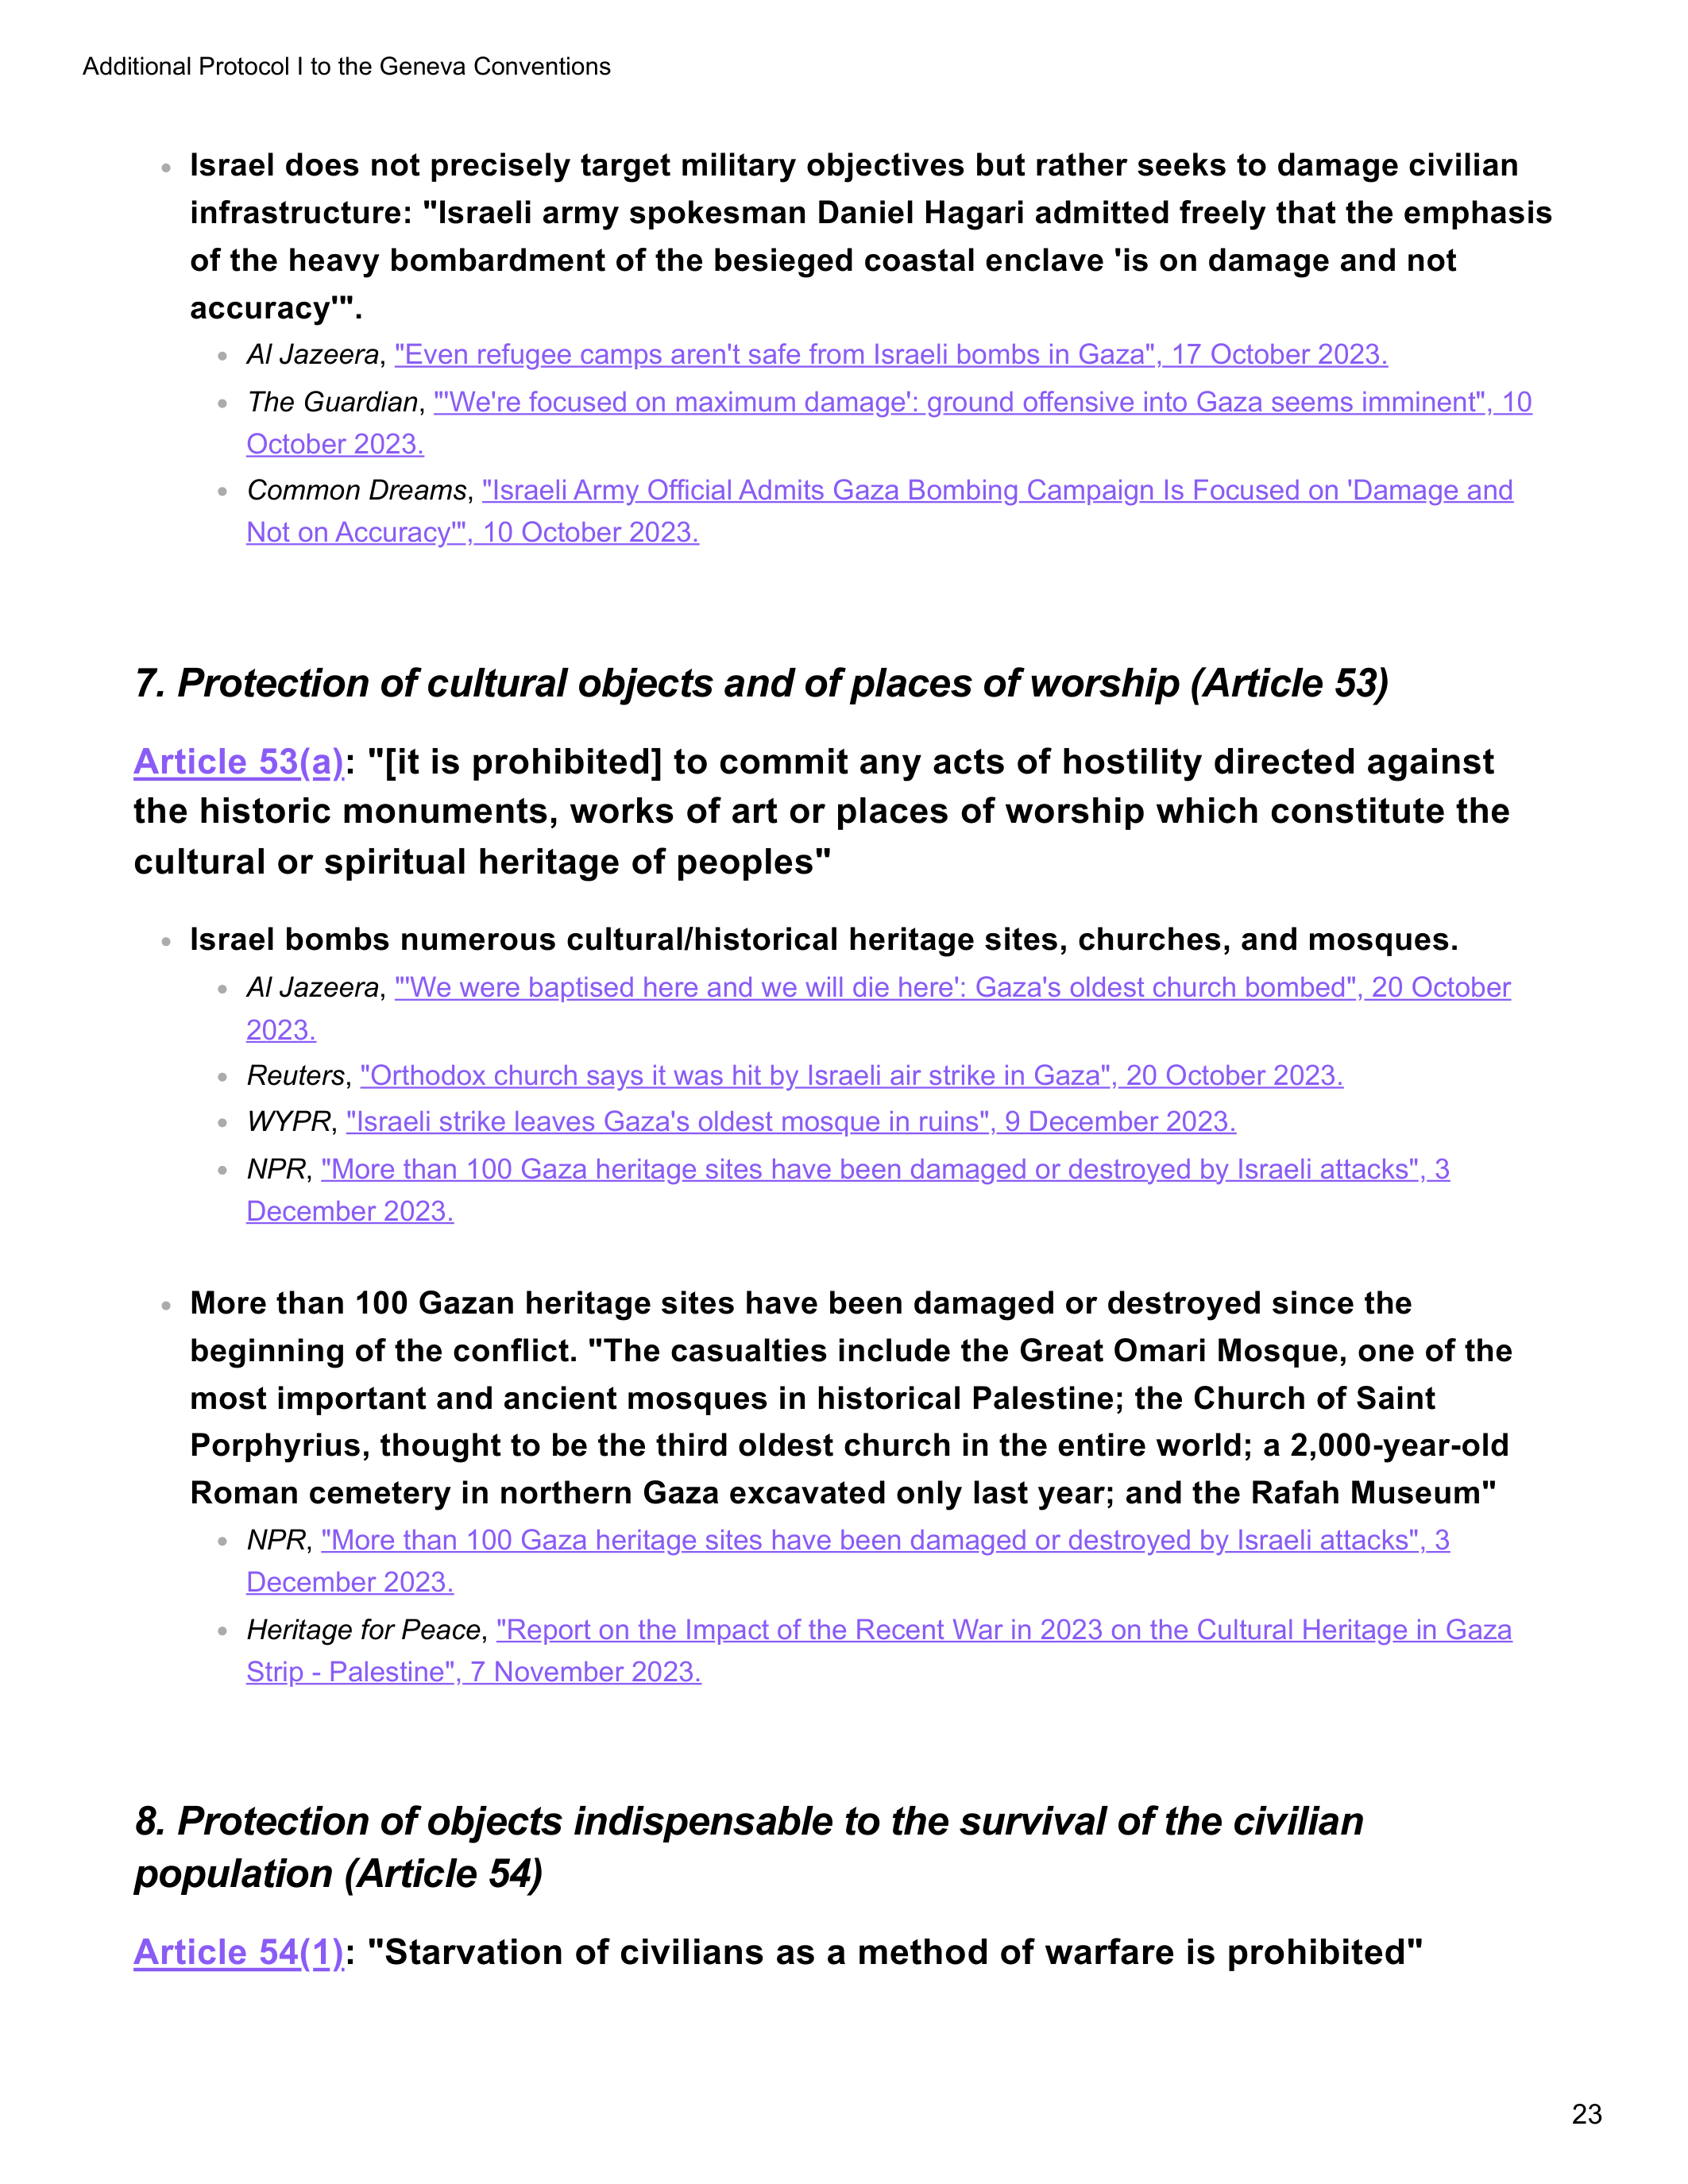 Additional Protocol I to the Geneva Conventions
Israel does not precisely target military objectives but rather seeks to damage civilian
infrastructure: "Israeli army spokesman Daniel Hagari admitted freely that the emphasis
of the heavy bombardment of the besieged coastal enclave 'is on damage and not
accuracy'".
Al Jazeera, "Even refugee camps aren't safe from Israeli bombs in Gaza", 17 October 2023.
The Guardian, "'We're focused on maximum damage': ground offensive into Gaza seems imminent", 10
October 2023.
Common Dreams, "Israeli Army Official Admits Gaza Bombing Campaign Is Focused on 'Damage and
Not on Accuracy'", 10 October 2023.
7. Protection of cultural objects and of places of worship (Article 53)
Article 53(a): "[it is prohibited] to commit any acts of hostility directed against
the historic monuments, works of art or places of worship which constitute the
cultural or spiritual heritage of peoples"
Israel bombs numerous cultural/historical heritage sites, churches, and mosques.
Al Jazeera, "'We were baptised here and we will die here': Gaza's oldest church bombed", 20 October
2023.
Reuters, "Orthodox church says it was hit by Israeli air strike in Gaza", 20 October 2023.
WYPR, "Israeli strike leaves Gaza's oldest mosque in ruins", 9 December 2023.
NPR, "More than 100 Gaza heritage sites have been damaged or destroyed by Israeli attacks", 3
December 2023.
More than 100 Gazan heritage sites have been damaged or destroyed since the
beginning of the conflict. "The casualties include the Great Omari Mosque, one of the
most important and ancient mosques in historical Palestine; the Church of Saint
Porphyrius, thought to be the third oldest church in the entire world; a 2,000-year-old
Roman cemetery in northern Gaza excavated only last year; and the Rafah Museum"
NPR, "More than 100 Gaza heritage sites have been damaged or destroyed by Israeli attacks", 3
December 2023.
Heritage for Peace, "Report on the Impact of the Recent War in 2023 on the Cultural Heritage in Gaza
Strip - Palestine", 7 November 2023.
8. Protection of objects indispensable to the survival of the civilian
population (Article 54)
Article 54(1): "Starvation of civilians as a method of warfare is prohibited"
23